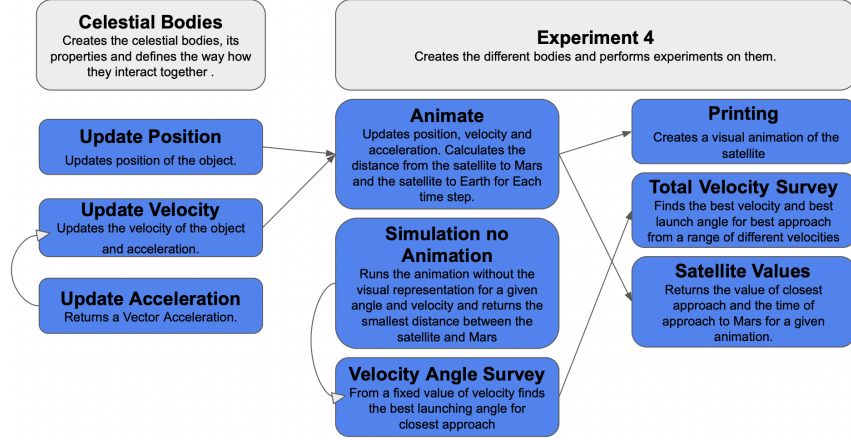 Celestial Bodies
Creates the celestial bodies, its
properties and defines the way how
they interact together .
Experiment 4
Creates the different bodies and performs experiments on them.
Update Position
Updates position of the object.
Update Velocity
Updates the velocity of the object
and acceleration.
Update Acceleration
Returns a Vector Acceleration.
Animate
Updates position, velocity and
acceleration. Calculates the
distance from the satellite to Mars
and the satellite to Earth for Each
time step.
Simulation no
Animation
Runs the animation without the
visual representation for a given
angle and velocity and returns the
smallest distance between the
satellite and Mars
Velocity Angle Survey
From a fixed value of velocity finds
the best launching angle for
closest approach
Printing
Creates a visual animation of the
satellite
Total Velocity Survey
Finds the best velocity and best
launch angle for best approach
from a range of different velocities
Satellite Values
Returns the value of closest
approach and the time of
approach to Mars for a given
animation.